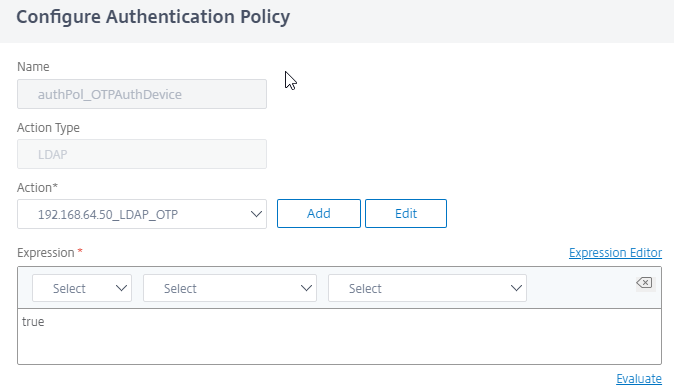 Configure Authentication Policy
Name
authPol_OTPAuthDevice
Action Type
LDAP
Action*
192.168.64.50_LDAP_OTP
Add
Edit
Expression *
Expression Editor
Select
Select
Select
true
Evaluate